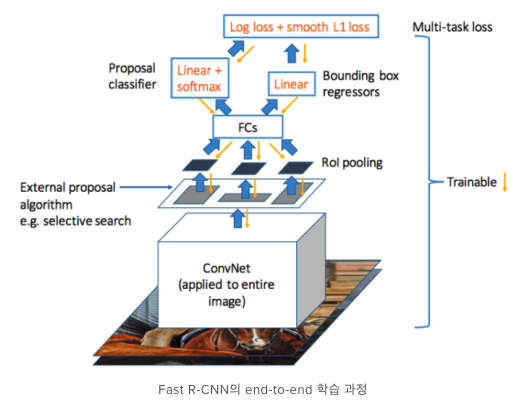 Log loss + smooth L1 loss
Multi-task loss
Proposal
classifier
Linear +
softmax
Linear
Bounding box
regressors
FCs
RoI pooling
External proposal
algorithm
e.g. selective search
Trainable
ConvNet
(applied to entire
image)
Fast R-CNN의 end-to-end 학습 과정